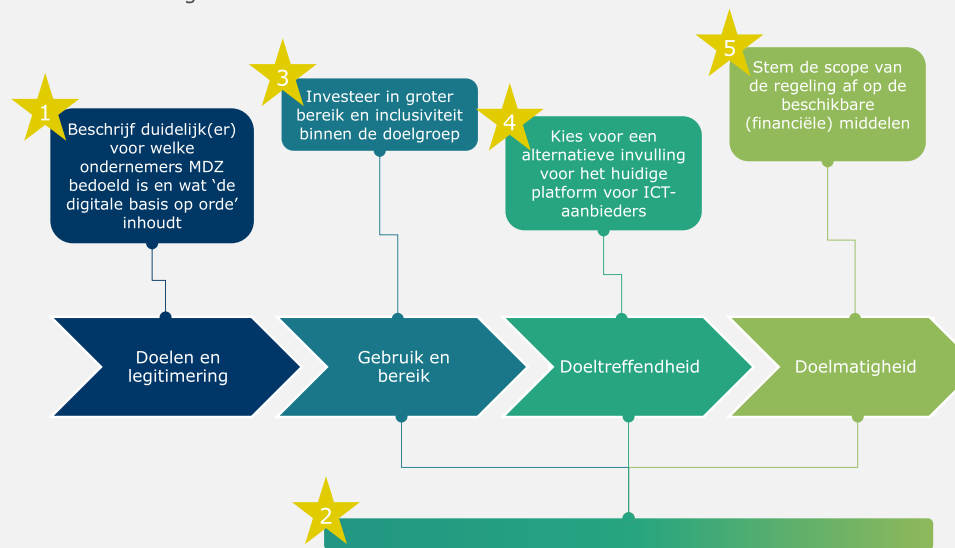 1
Beschrijf duidelijk(er)
voor welke
ondernemers MDZ
bedoeld is en wat ‘de
digitale basis op orde’
inhoudt
3
Investeer in groter
bereik en inclusiviteit
binnen de doelgroep
4
Kies voor een
alternatieve invulling
voor het huidige
platform voor ICT-
aanbieders
5
Stem de scope van
de regeling af op de
beschikbare
(financiële) middelen
Doelen en
legitimering
Gebruik en
bereik
Doeltreffendheid
Doelmatigheid
2